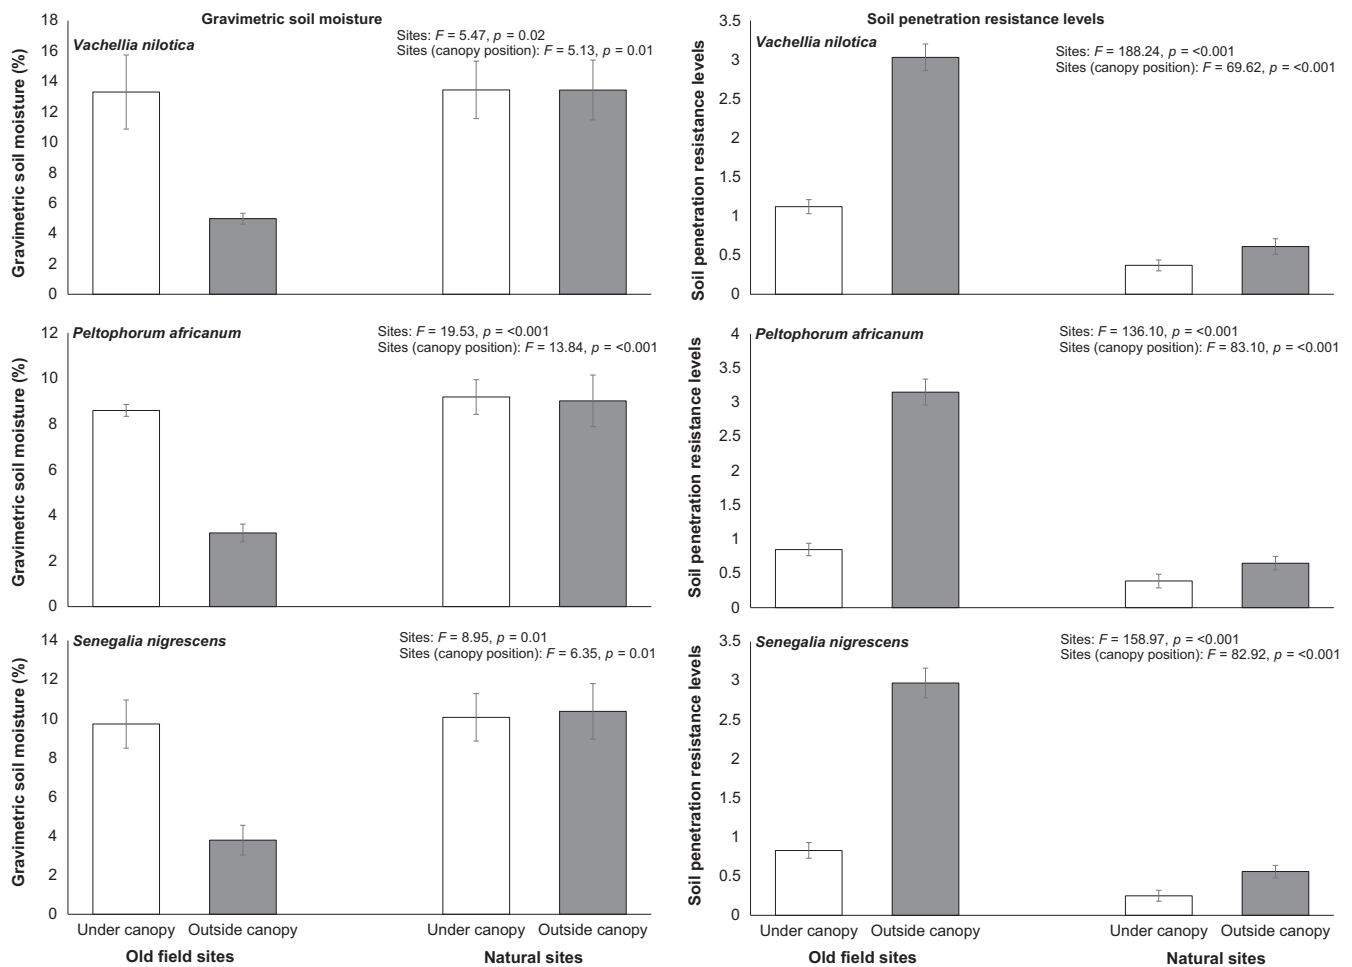 Gravimetric soil moisture
Vachellia nilotica
Sites: F = 5.47, p = 0.02
Sites (canopy position): F = 5.13, p = 0.01
Gravimetric soil moisture (%)
18
16
14
12
10
8
6
4
2
0
Soil penetration resistance levels
Vachellia nilotica
Sites: F = 188.24, p = <0.001
Sites (canopy position): F = 69.62, p = <0.001
Soil penetration resistance levels
3.5
3
2.5
2
1.5
1
0.5
0
Peltophorum africanum
Sites: F = 19.53, p = <0.001
Sites (canopy position): F = 13.84, p = <0.001
Gravimetric soil moisture (%)
12
10
8
6
4
2
0
Peltophorum africanum
Sites: F = 136.10, p = <0.001
Sites (canopy position): F = 83.10, p = <0.001
Soil penetration resistance levels
4
3.5
3
2.5
2
1.5
1
0.5
0
Senegalia nigrescens
Sites: F = 8.95, p = 0.01
Sites (canopy position): F = 6.35, p = 0.01
Gravimetric soil moisture (%)
14
12
10
8
6
4
2
0
Under canopy Outside canopy Under canopy Outside canopy
Old field sites Natural sites
Senegalia nigrescens
Sites: F = 158.97, p = <0.001
Sites (canopy position): F = 82.92, p = <0.001
Soil penetration resistance levels
3.5
3
2.5
2
1.5
1
0.5
0
Under canopy Outside canopy Under canopy Outside canopy
Old field sites Natural sites